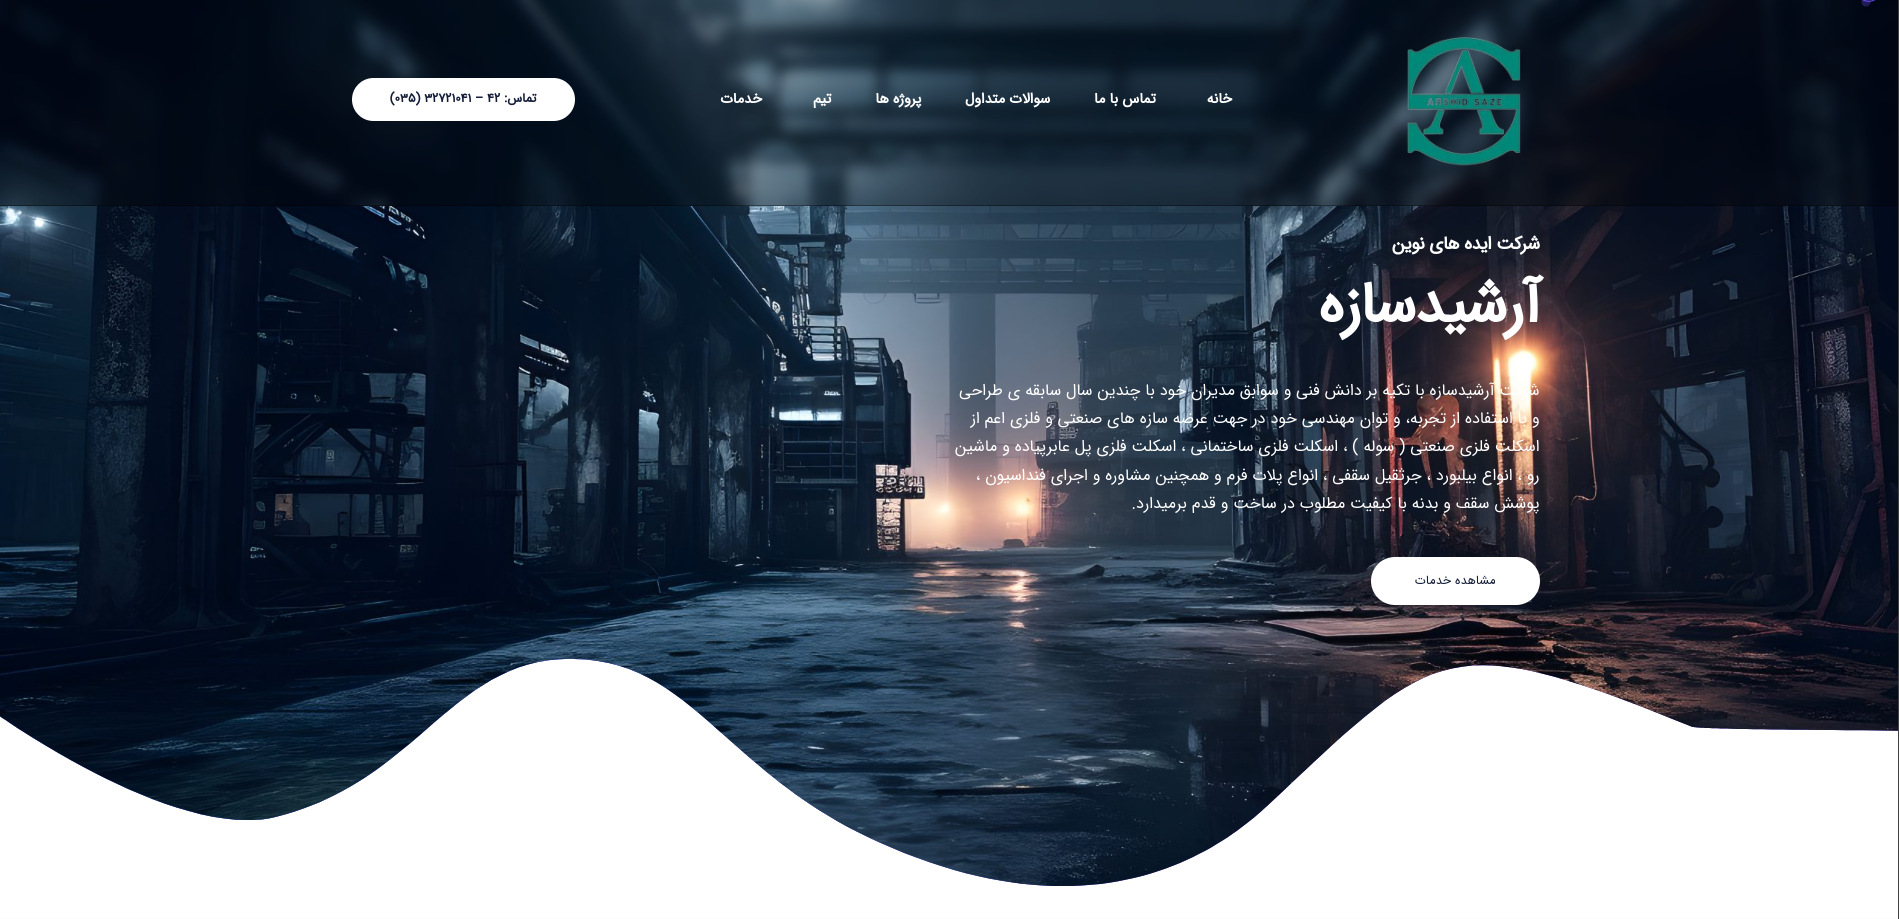 ARSHID SAZE
خانه
تماس با ما
سوالات متداول
پروژه ها
تیم
خدمات
تماس: ۴۲ – ۳۲۷۲۱۰۴۱ (۰۳۵)
شرکت ایده های نوین
آرشیدسازه
شرکت آرشیدسازه با تکیه بر دانش فنی و سوابق مدیران خود با چندین سال سابقه ی طراحی
و با استفاده از تجربه، و توان مهندسی خود در جهت عرضه سازه های صنعتی و فلزی اعم از
اسکلت فلزی صنعتی ( سوله ) ، اسکلت فلزی ساختمانی ، اسکلت فلزی پل عابرپیاده و ماشین
رو ، انواع بیلبورد ، جرثقیل سقفی ، انواع پلات فرم و همچنین مشاوره و اجرای فنداسیون ،
پوشش سقف و بدنه با کیفیت مطلوب در ساخت و قدم برمیدارد.
مشاهده خدمات